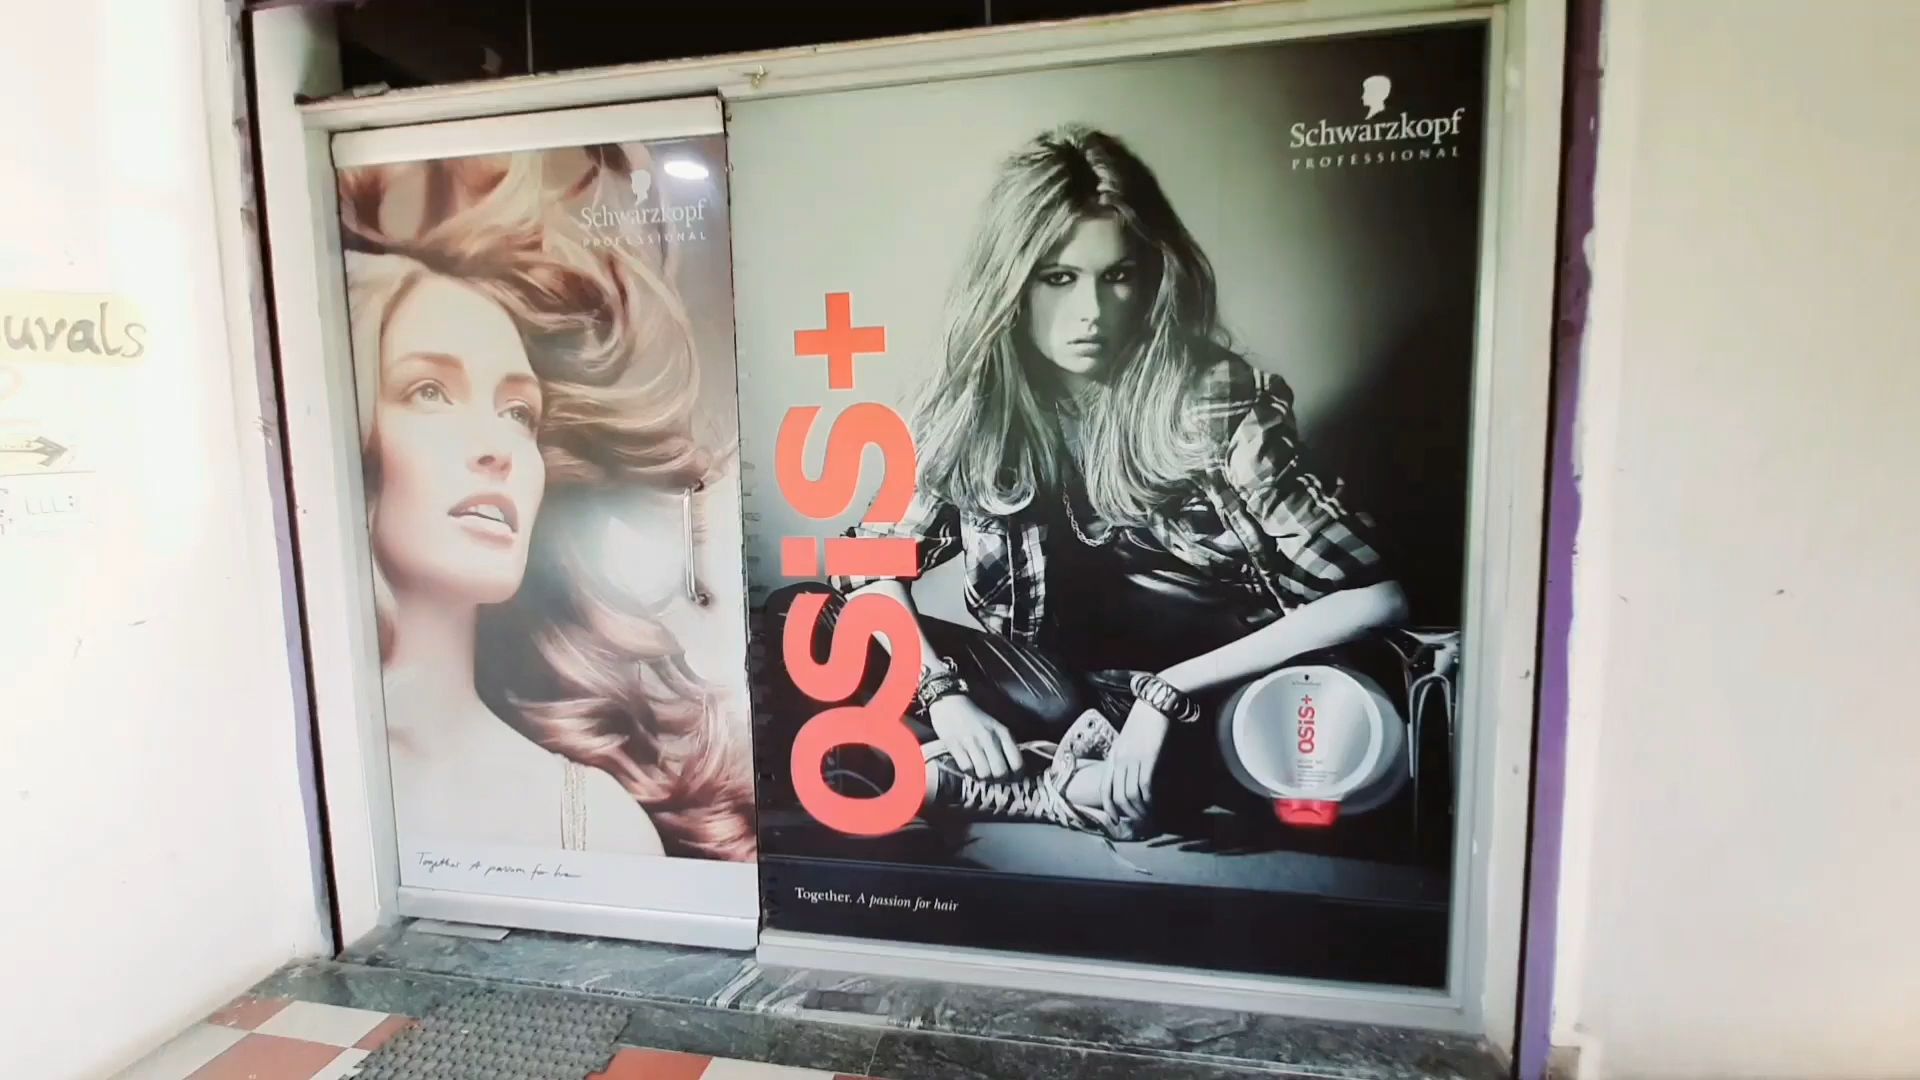 uvals
Schwarzkopf
PROFESSIONAL
Together. A passion for hair
OSiS+
Schwarzkopf
PROFESSIONAL
OSiS+
Together. A passion for hair